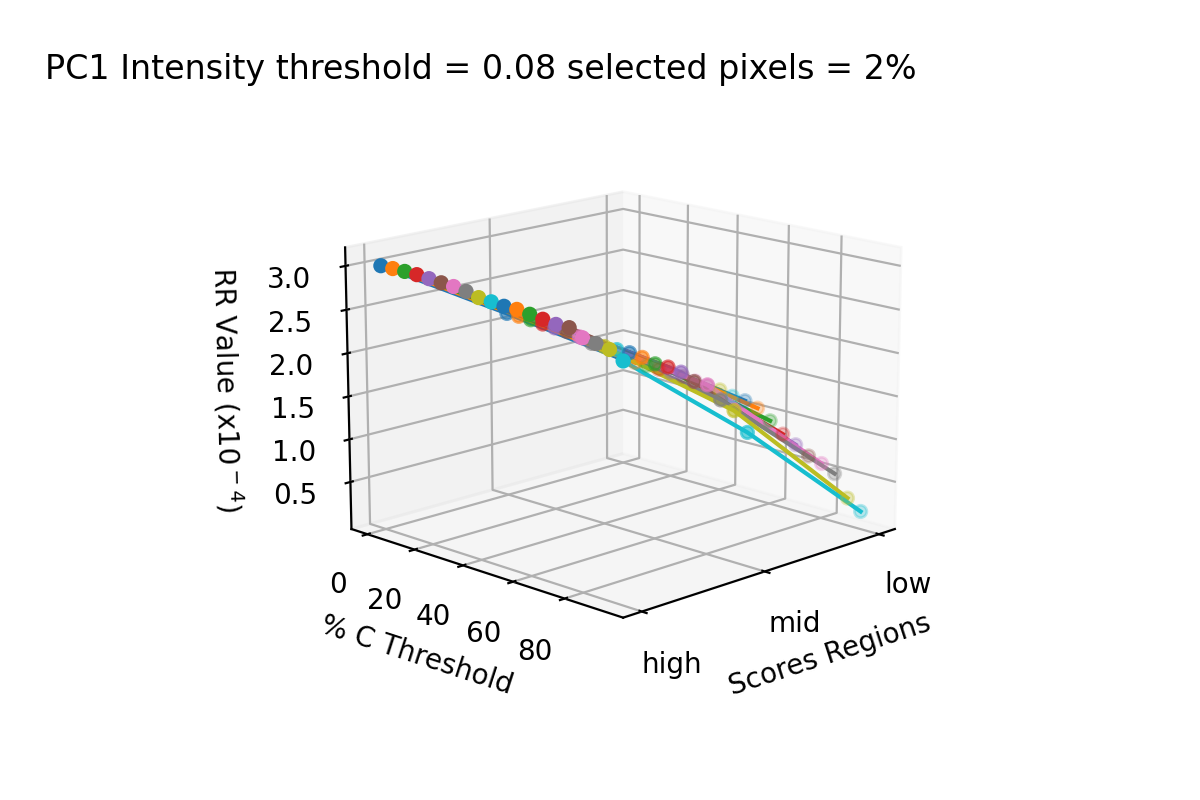 PC1 Intensity threshold = 0.08 selected pixels = 2%
RR Value (x10⁻⁴)
3.0
2.5
2.0
1.5
1.0
0.5
0
20
40
60
80
% C Threshold
high
mid
low
Scores Regions